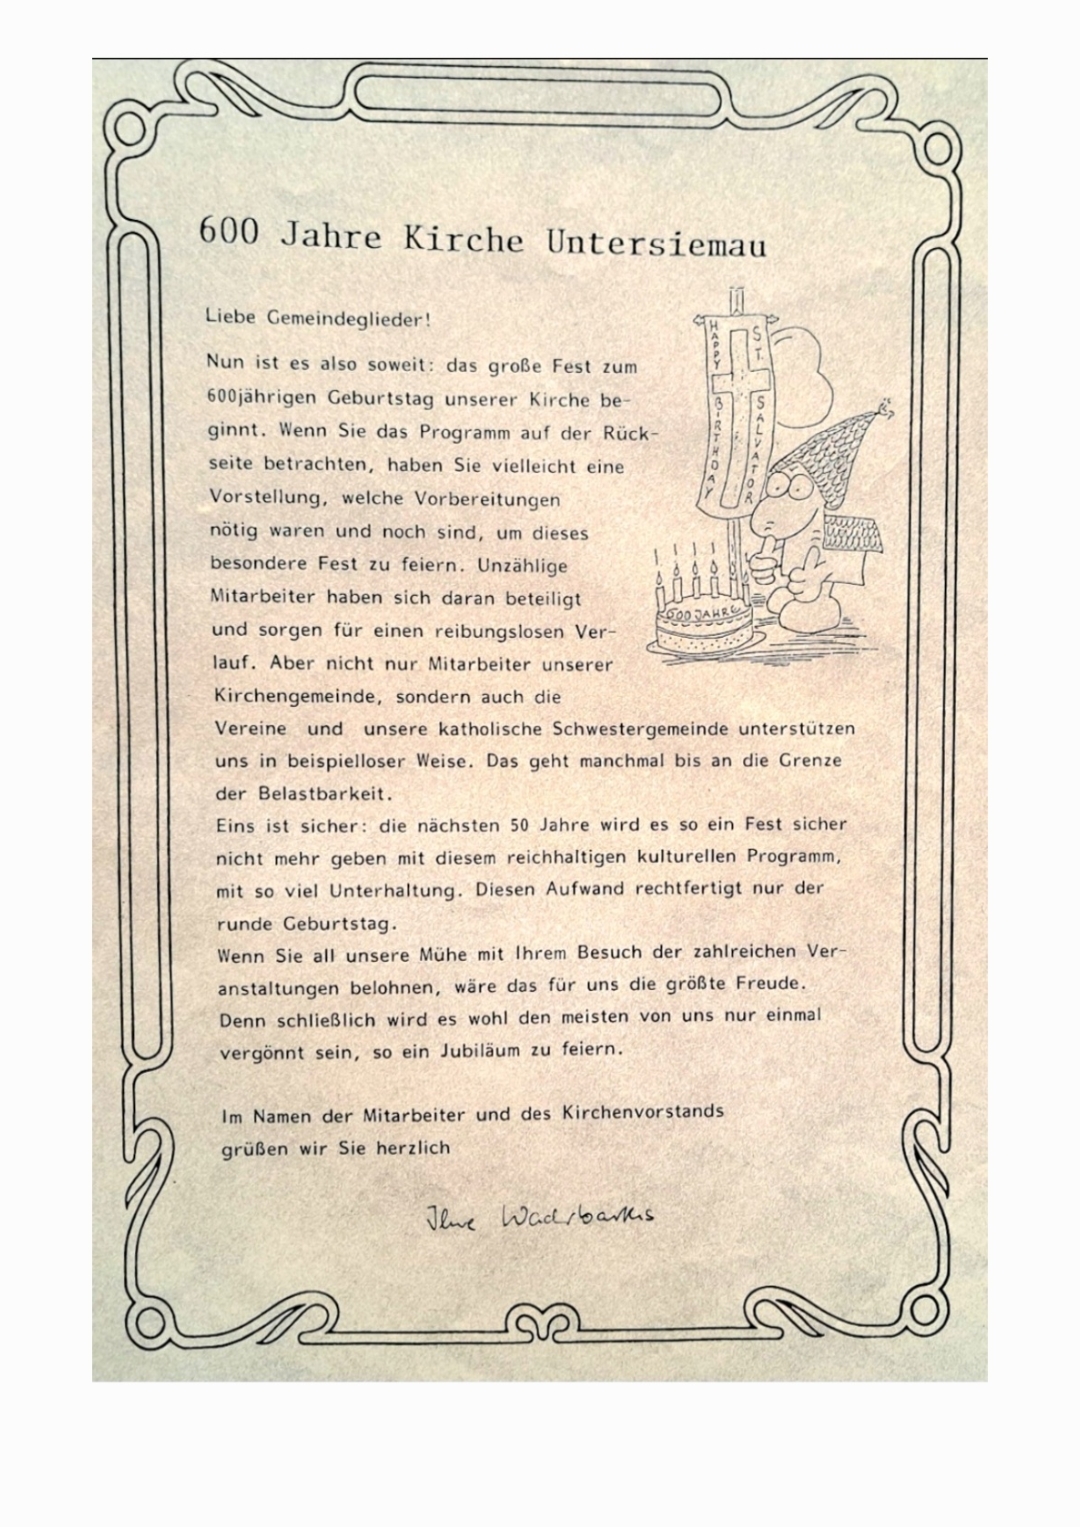 600 Jahre Kirche Untersiemau
Liebe Gemeindeglieder!
Nun ist es also soweit: das große Fest zum
600jährigen Geburtstag unserer Kirche be-
ginnt. Wenn Sie das Programm auf der Rück-
seite betrachten, haben Sie vielleicht eine
Vorstellung, welche Vorbereitungen
nötig waren und noch sind, um dieses
besondere Fest zu feiern. Unzählige
Mitarbeiter haben sich daran beteiligt
und sorgen für einen reibungslosen Ver-
lauf. Aber nicht nur Mitarbeiter unserer
Kirchengemeinde, sondern auch die
Vereine und unsere katholische Schwestergemeinde unterstützen
uns in beispielloser Weise. Das geht manchmal bis an die Grenze
der Belastbarkeit.
Eins ist sicher: die nächsten 50 Jahre wird es so ein Fest sicher
nicht mehr geben mit diesem reichhaltigen kulturellen Programm,
mit so viel Unterhaltung. Diesen Aufwand rechtfertigt nur der
runde Geburtstag.
Wenn Sie all unsere Mühe mit Ihrem Besuch der zahlreichen Ver-
anstaltungen belohnen, wäre das für uns die größte Freude.
Denn schließlich wird es wohl den meisten von uns nur einmal
vergönnt sein, so ein Jubiläum zu feiern.
Im Namen der Mitarbeiter und des Kirchenvorstands
grüßen wir Sie herzlich
Ihre
HAPPY BIRTHDAY
ST. SALVATOR
600 JAHRE